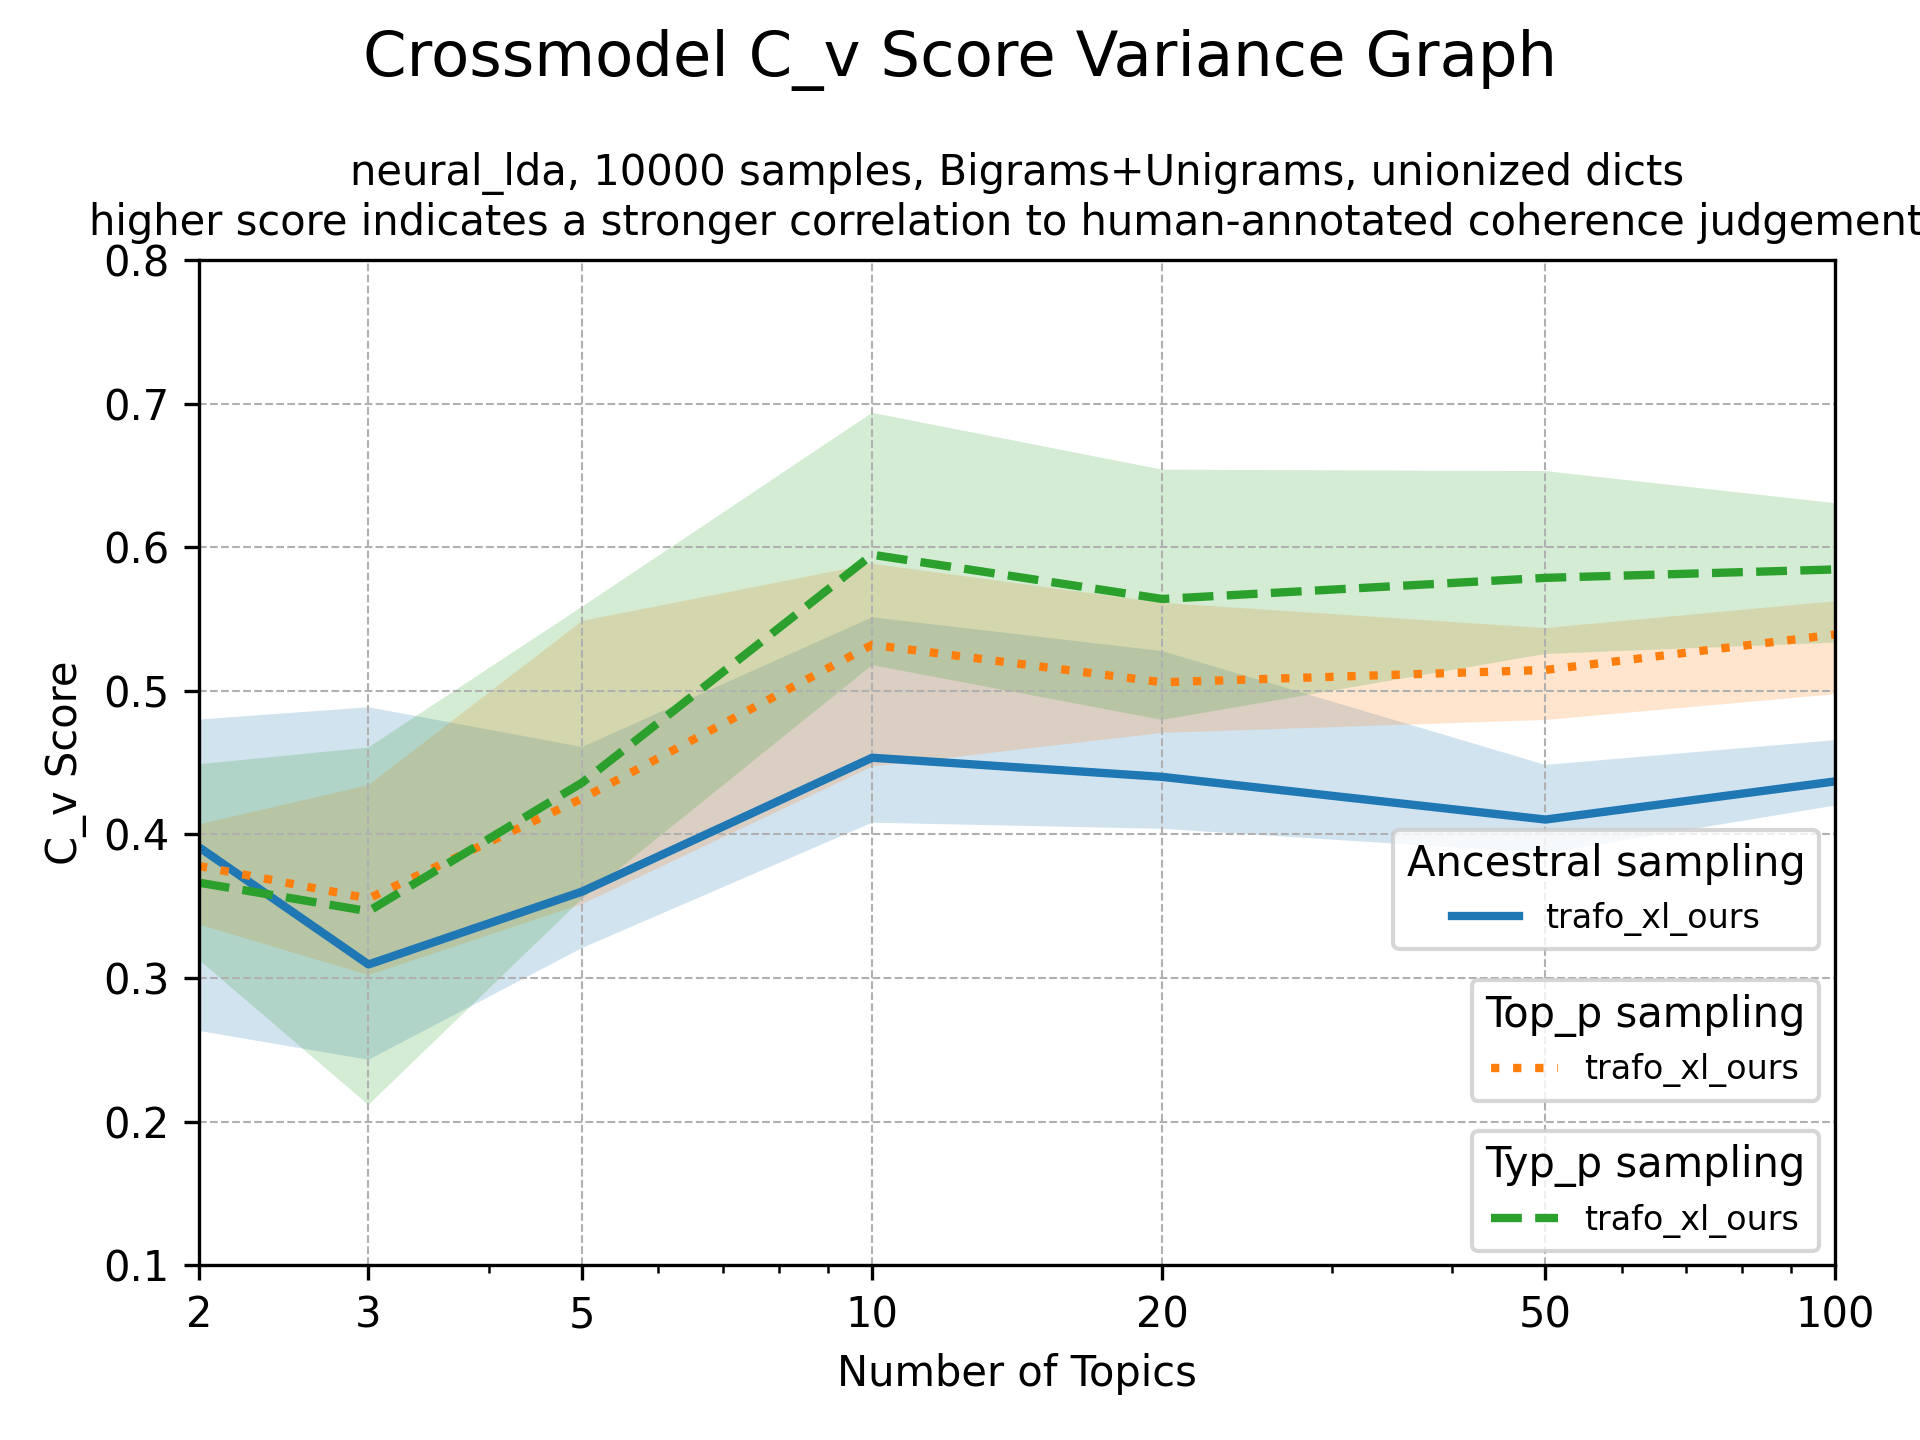 Crossmodel C_v Score Variance Graph
neural_lda, 10000 samples, Bigrams+Unigrams, unionized dicts
higher score indicates a stronger correlation to human-annotated coherence judgement
0.8
0.7
0.6
0.5
0.4
0.3
0.2
0.1
C_v Score
Ancestral sampling
trafo_xl_ours
Top_p sampling
trafo_xl_ours
Typ_p sampling
trafo_xl_ours
2 3 5 10 20 50 100
Number of Topics